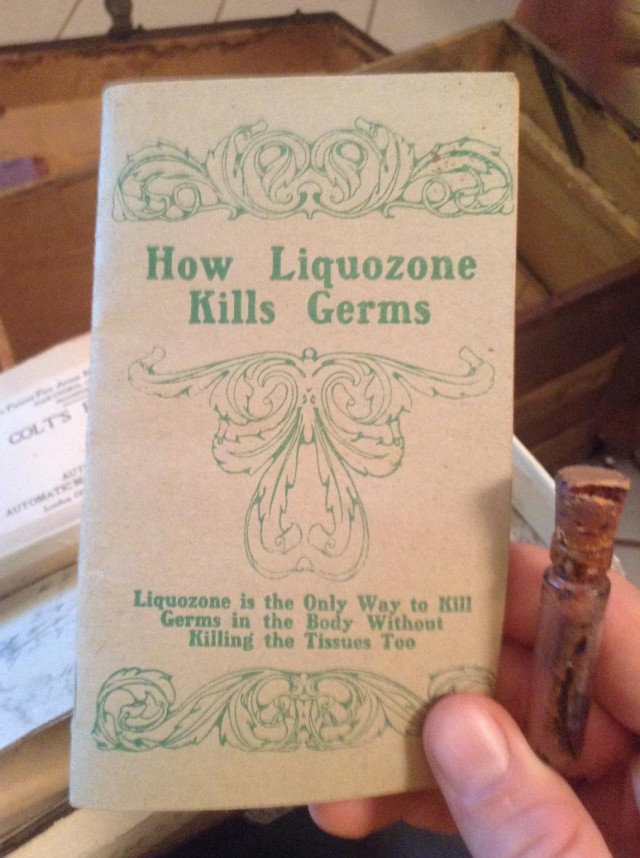 How Liquozone
Kills Germs
Liquozone is the Only Way to Kill
Germs in the Body Without
Killing the Tissues Too
COLT'S
AUTOMATIC